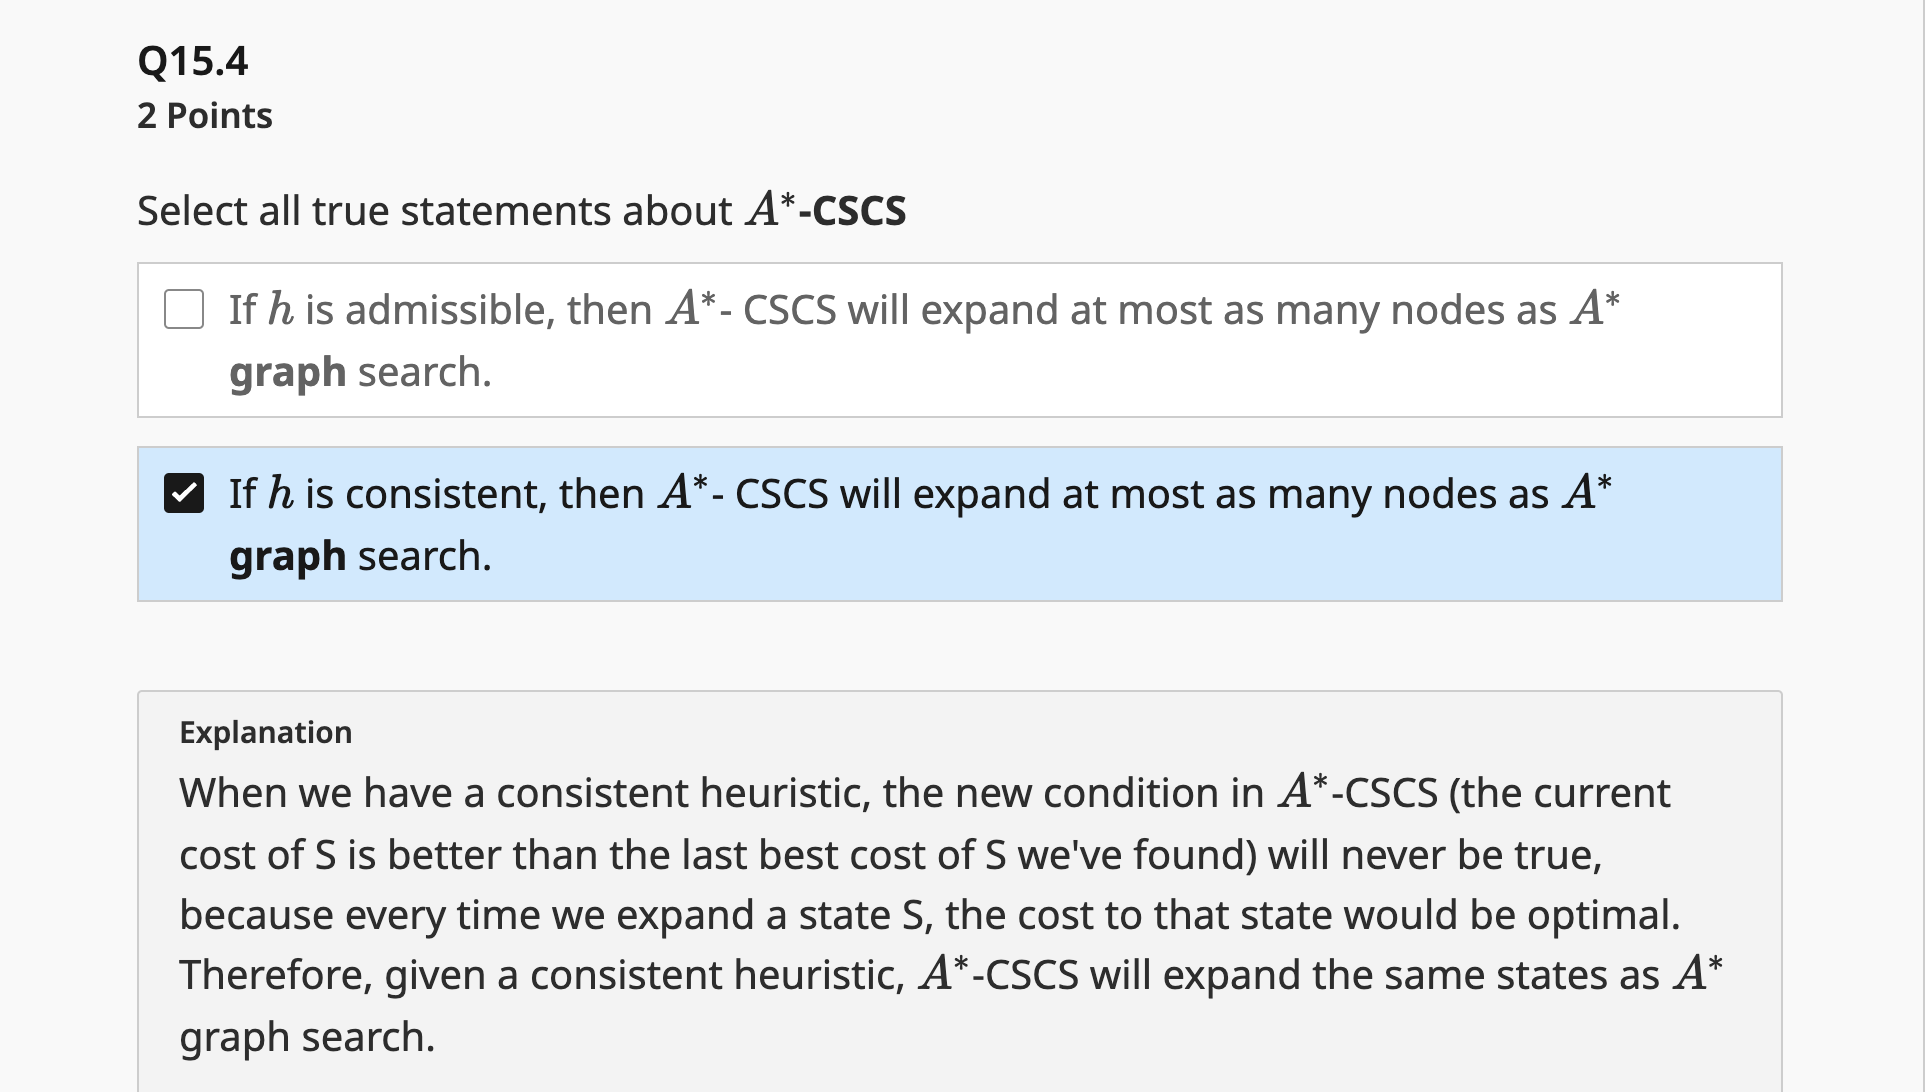 Q15.4
2 Points
Select all true statements about A*-CSCS
If h is admissible, then A*- CSCS will expand at most as many nodes as A*
graph search.
If h is consistent, then A*- CSCS will expand at most as many nodes as A*
graph search.
Explanation
When we have a consistent heuristic, the new condition in A*-CSCS (the current
cost of S is better than the last best cost of S we've found) will never be true,
because every time we expand a state S, the cost to that state would be optimal.
Therefore, given a consistent heuristic, A*-CSCS will expand the same states as A*
graph search.